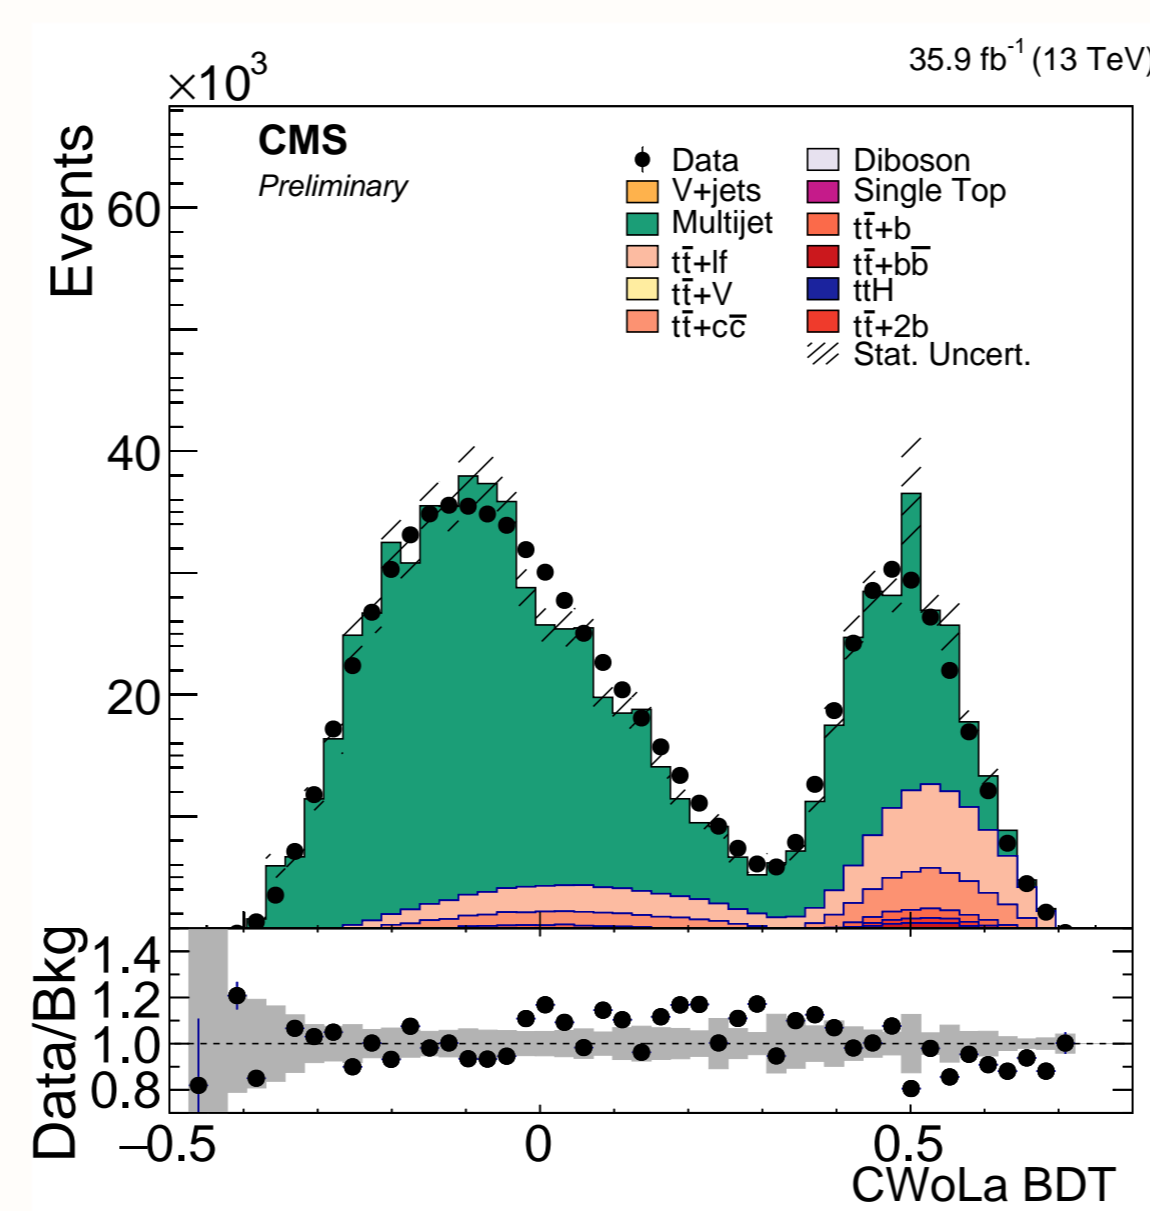 35.9 fb⁻¹ (13 TeV)
×10³
CMS
Preliminary
Events
60
40
20
Data
V+jets
Multijet
tt̄+lf
tt̄+V
tt̄+cc̄
Diboson
Single Top
tt̄+b
tt̄+bb̄
ttH
tt̄+2b
Stat. Uncert.
Data/Bkg
1.4
1.2
1.0
0.8
−0.5 0 0.5
CWoLa BDT